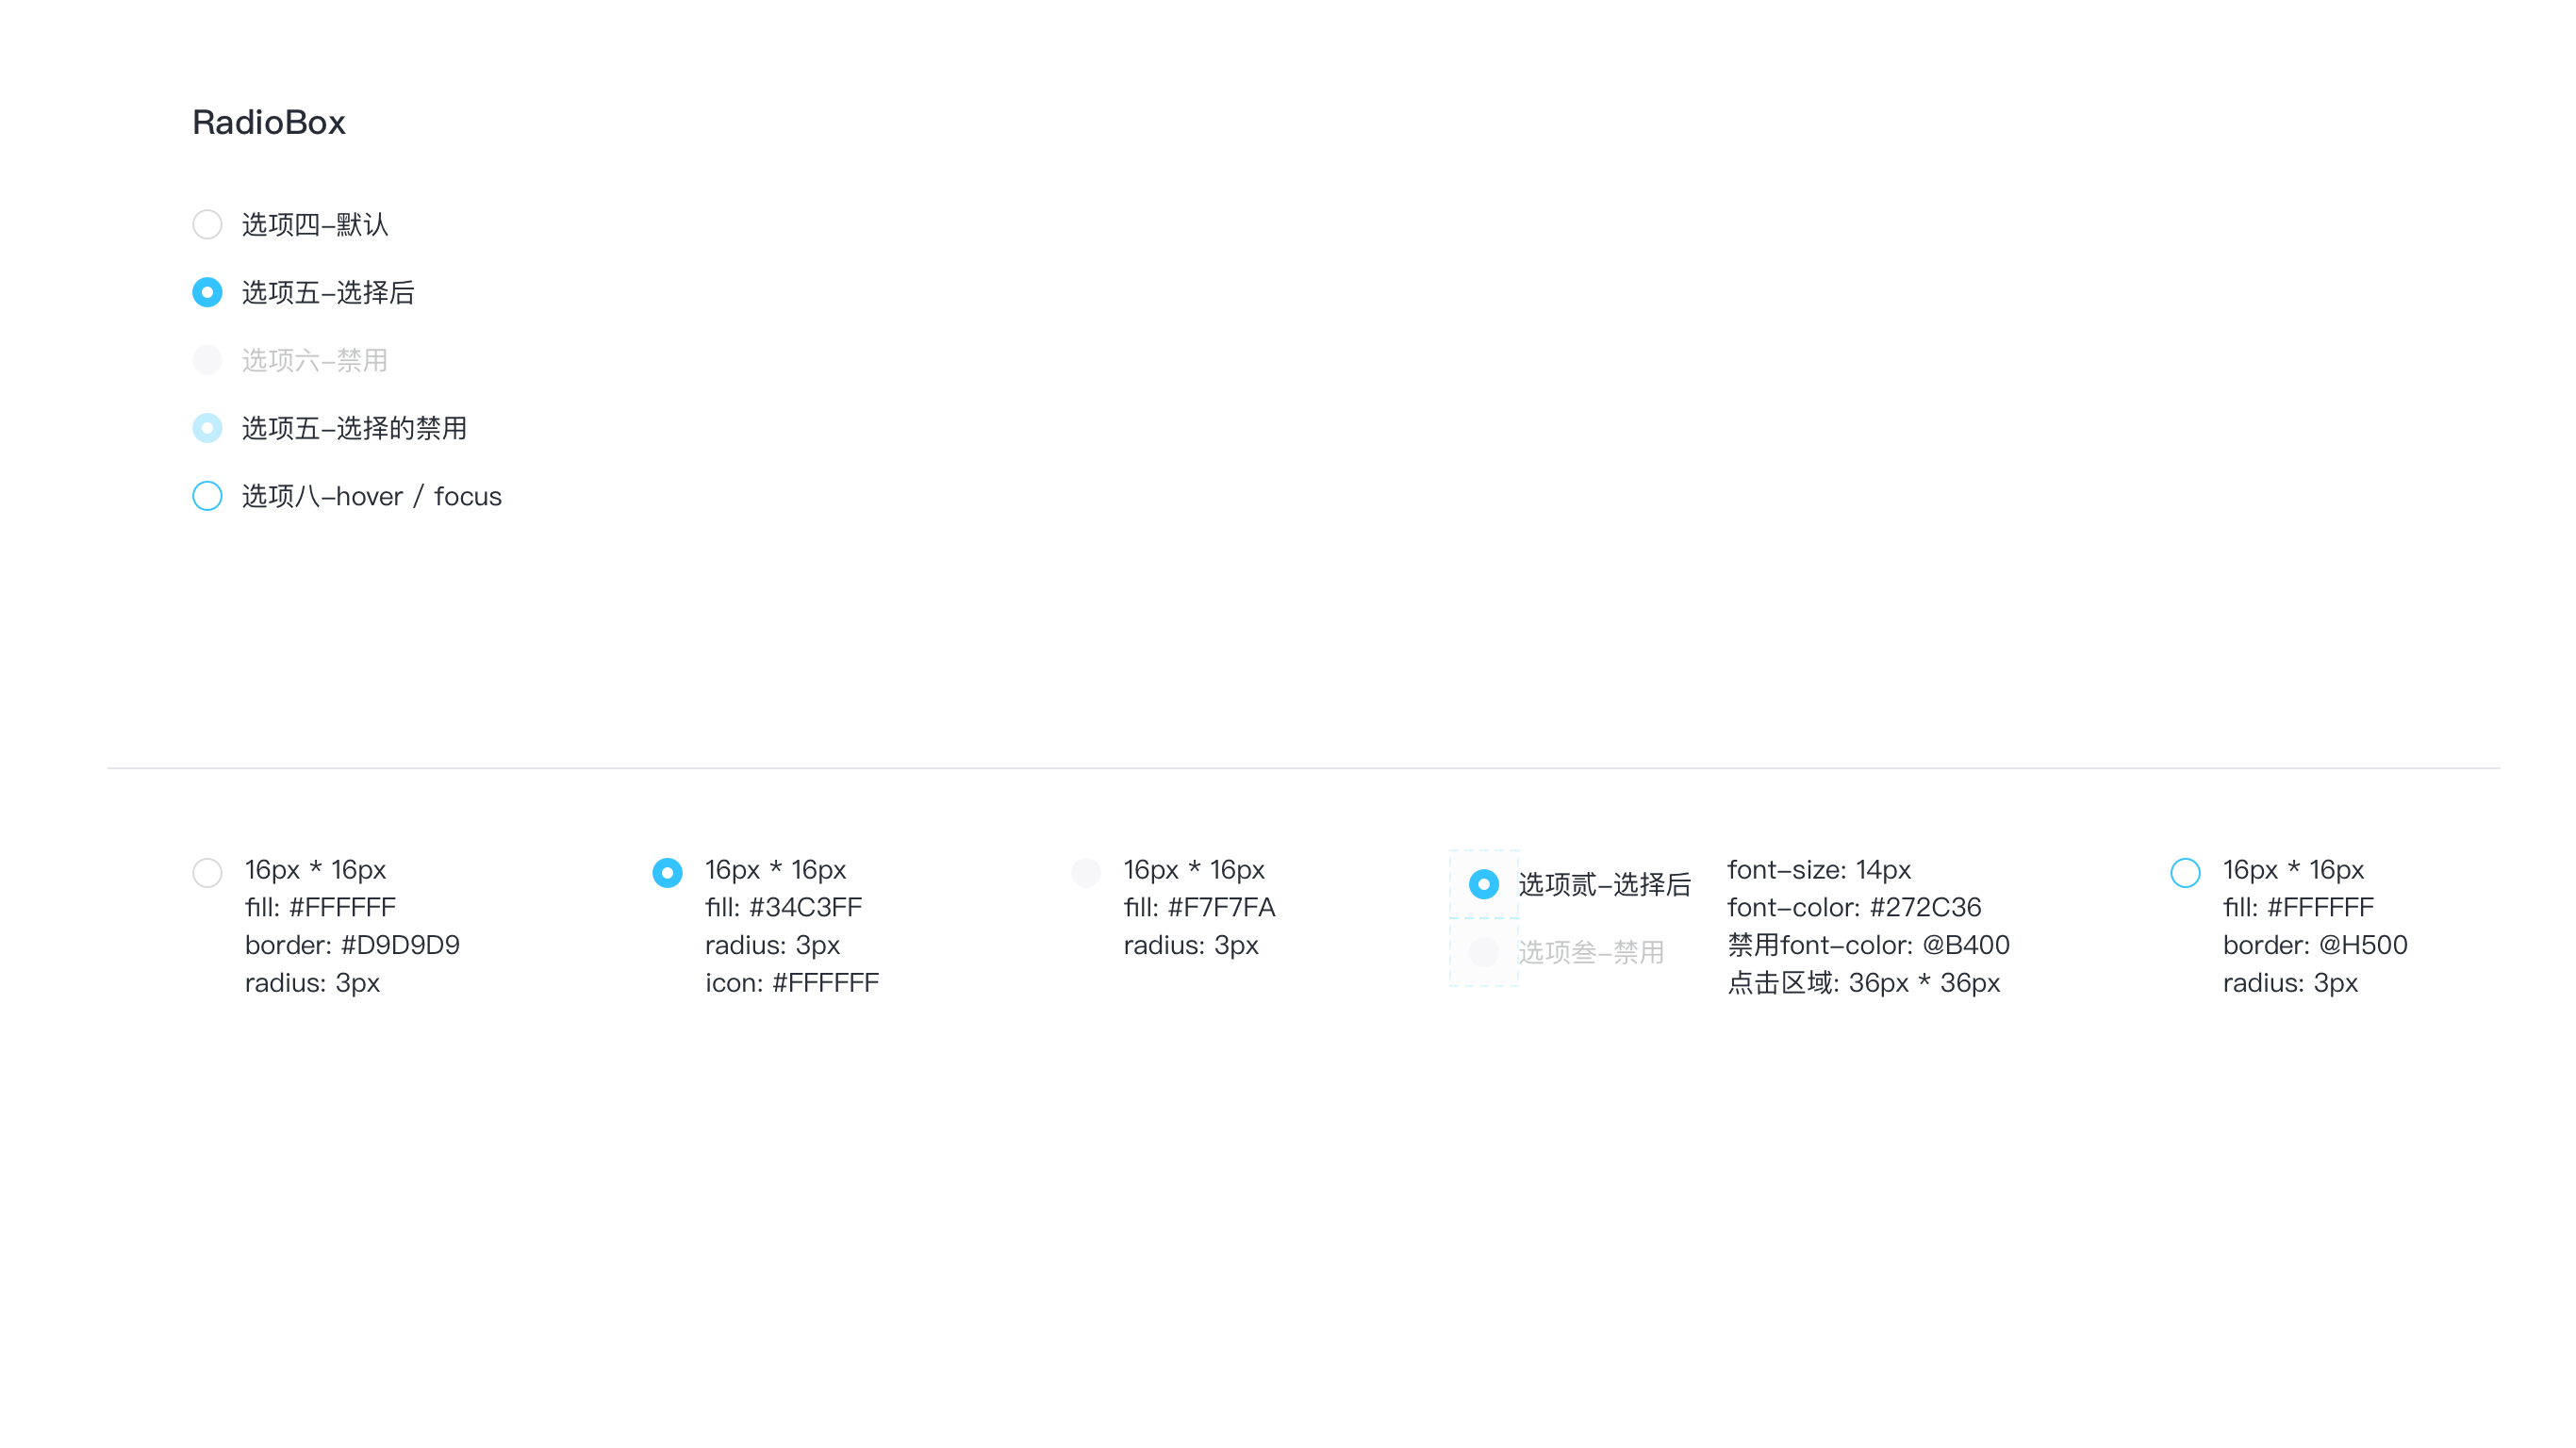 RadioBox
选项四-默认
选项五-选择后
选项六-禁用
选项五-选择的禁用
选项八-hover / focus
16px * 16px
fill: #FFFFFF
border: #D9D9D9
radius: 3px
16px * 16px
fill: #34C3FF
radius: 3px
icon: #FFFFFF
16px * 16px
fill: #F7F7FA
radius: 3px
选项贰-选择后
选项叁-禁用
font-size: 14px
font-color: #272C36
禁用font-color: @B400
点击区域: 36px * 36px
16px * 16px
fill: #FFFFFF
border: @H500
radius: 3px